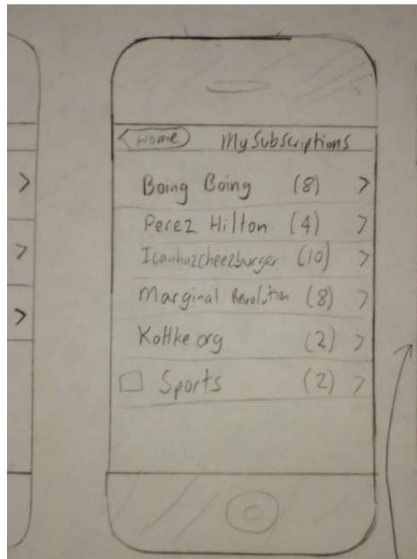 Home
My Subscriptions
Boing Boing (8) >
Perez Hilton (4) >
Icanhazcheezburger (10) >
Marginal Revolution (8) >
Kottke org (2) >
Sports (2) >